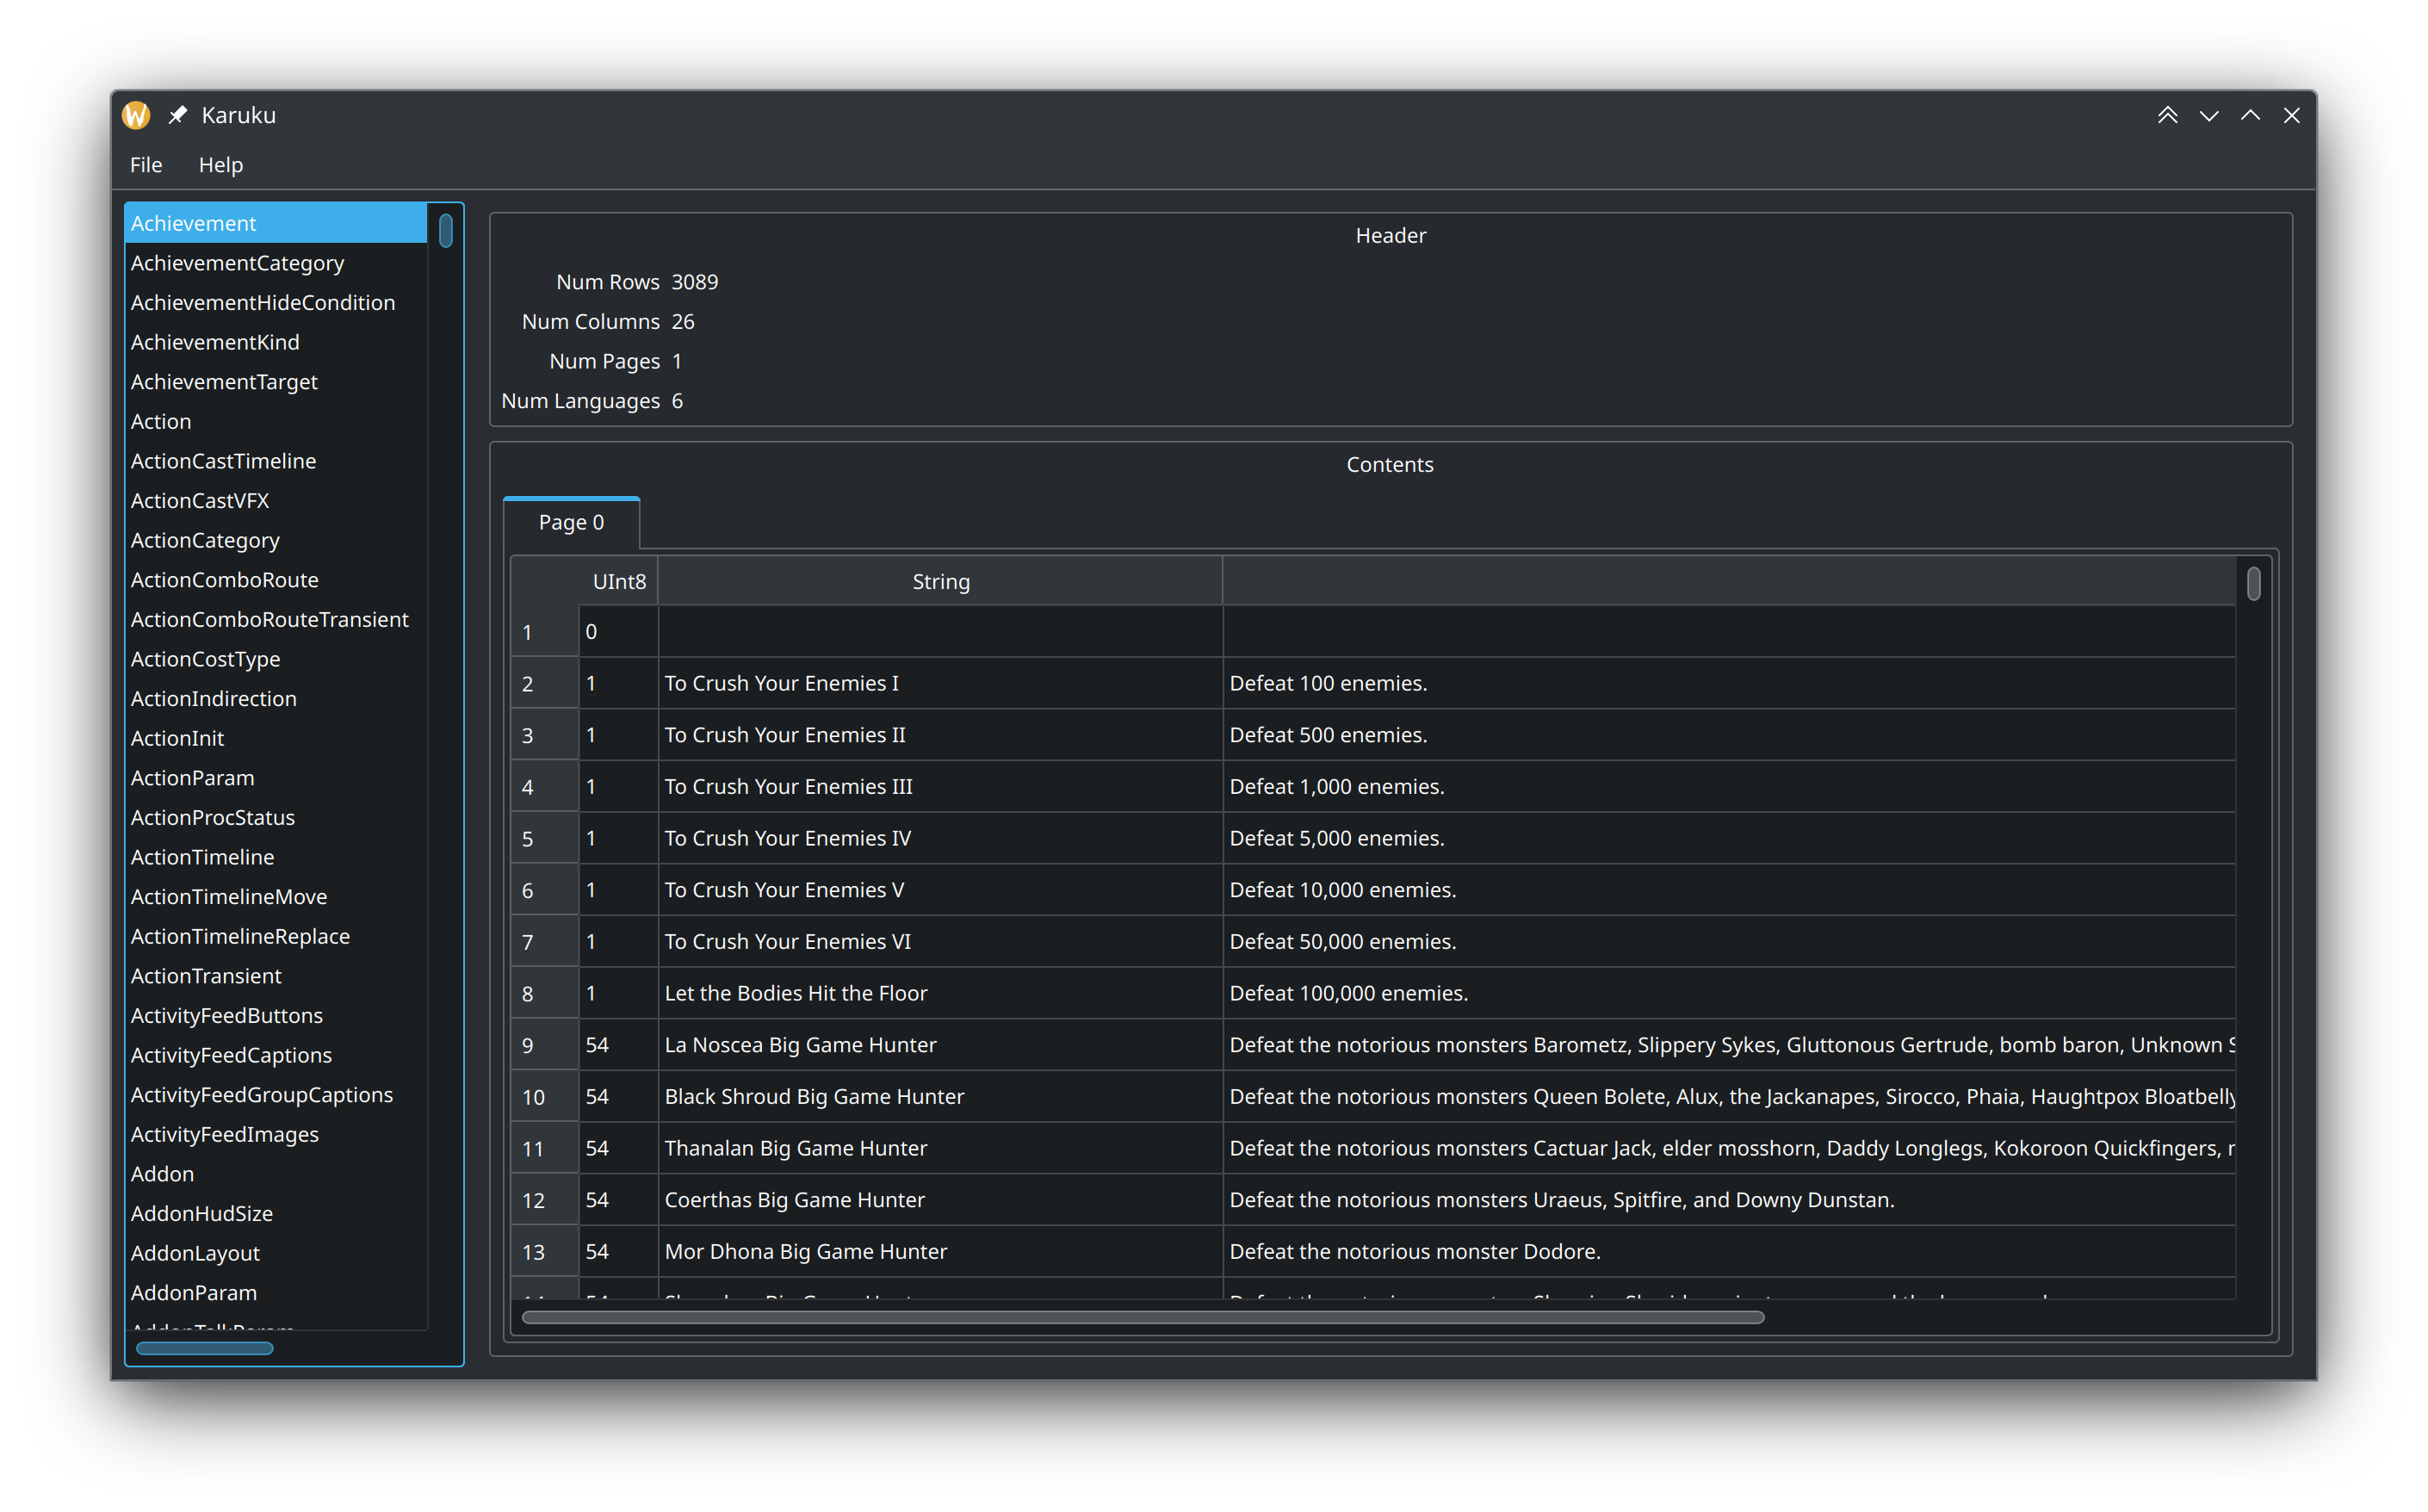 Karuku
File Help
Achievement
AchievementCategory
AchievementHideCondition
AchievementKind
AchievementTarget
Action
ActionCastTimeline
ActionCastVFX
ActionCategory
ActionComboRoute
ActionComboRouteTransient
ActionCostType
ActionIndirection
ActionInit
ActionParam
ActionProcStatus
ActionTimeline
ActionTimelineMove
ActionTimelineReplace
ActionTransient
ActivityFeedButtons
ActivityFeedCaptions
ActivityFeedGroupCaptions
ActivityFeedImages
Addon
AddonHudSize
AddonLayout
AddonParam
AddonTalkParam
Header
Num Rows 3089
Num Columns 26
Num Pages 1
Num Languages 6
Contents
Page 0
UInt8 String
1 0
2 1 To Crush Your Enemies I Defeat 100 enemies.
3 1 To Crush Your Enemies II Defeat 500 enemies.
4 1 To Crush Your Enemies III Defeat 1,000 enemies.
5 1 To Crush Your Enemies IV Defeat 5,000 enemies.
6 1 To Crush Your Enemies V Defeat 10,000 enemies.
7 1 To Crush Your Enemies VI Defeat 50,000 enemies.
8 1 Let the Bodies Hit the Floor Defeat 100,000 enemies.
9 54 La Noscea Big Game Hunter Defeat the notorious monsters Barometz, Slippery Sykes, Gluttonous Gertrude, bomb baron, Unknown
10 54 Black Shroud Big Game Hunter Defeat the notorious monsters Queen Bolete, Alux, the Jackanapes, Sirocco, Phaia, Haughtpox Bloatbelly
11 54 Thanalan Big Game Hunter Defeat the notorious monsters Cactuar Jack, elder mosshorn, Daddy Longlegs, Kokoroon Quickfingers,
12 54 Coerthas Big Game Hunter Defeat the notorious monsters Uraeus, Spitfire, and Downy Dunstan.
13 54 Mor Dhona Big Game Hunter Defeat the notorious monster Dodore.